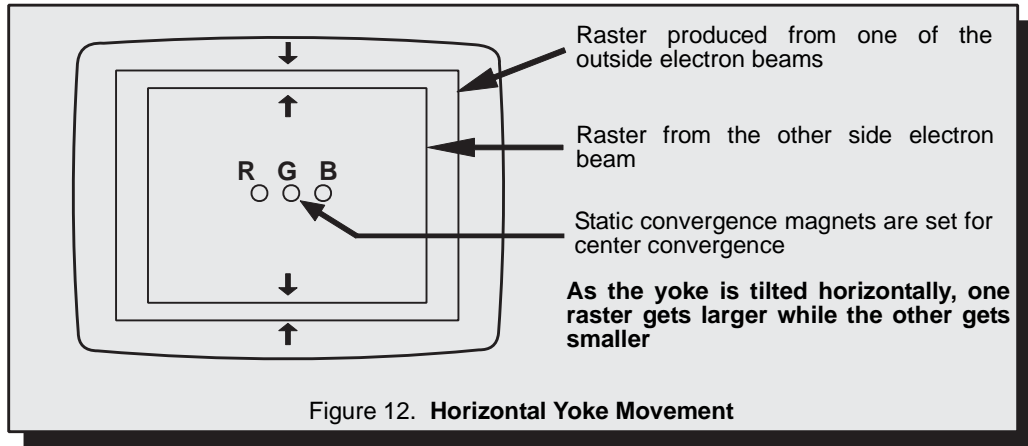 Raster produced from one of the
outside electron beams
Raster from the other side electron
beam
R G B
Static convergence magnets are set for
center convergence
As the yoke is tilted horizontally, one
raster gets larger while the other gets
smaller
Figure 12. Horizontal Yoke Movement